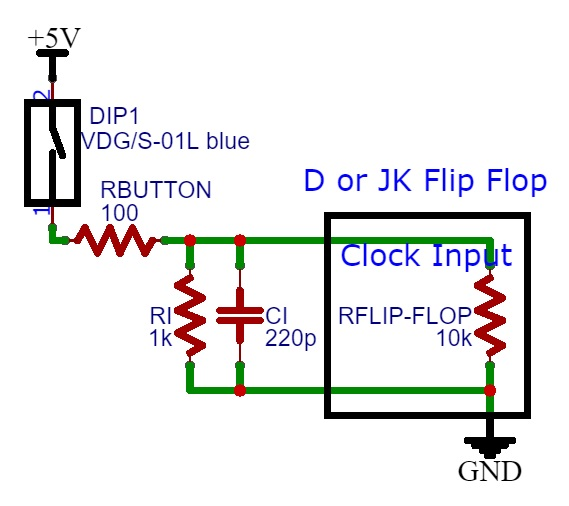 +5V
2
DIP1
VDG/S-01L blue
1
RBUTTON
100
D or JK Flip Flop
Clock Input
RI
1k
CI
220p
RFLIP-FLOP
10k
GND